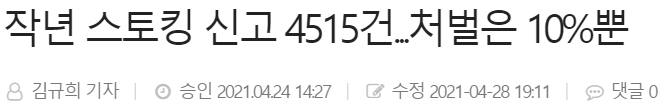 작년 스토킹 신고 4515건...처벌은 10%뿐
김규희 기자 승인 2021.04.24 14:27 수정 2021-04-28 19:11 댓글 0